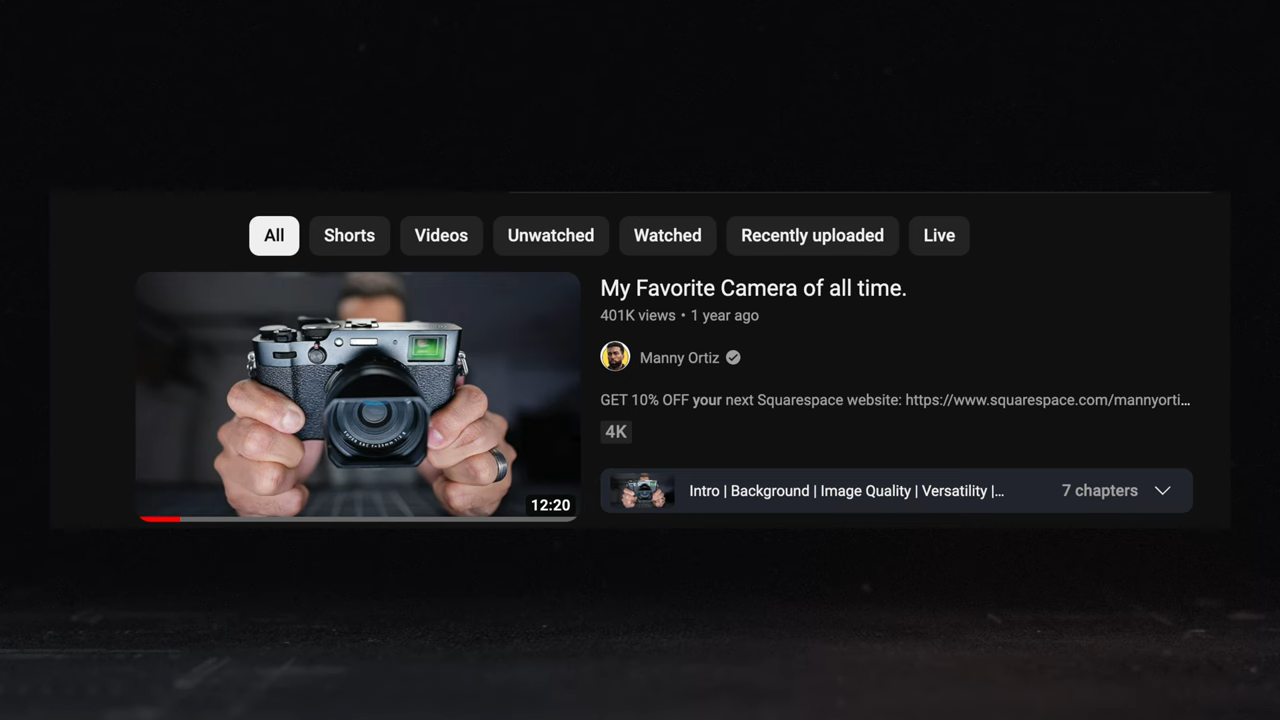 All Shorts Videos Unwatched Watched Recently uploaded Live
My Favorite Camera of all time.
401K views • 1 year ago
Manny Ortiz
GET 10% OFF your next Squarespace website: https://www.squarespace.com/mannyorti...
4K
12:20
Intro | Background | Image Quality | Versatility |... 7 chapters